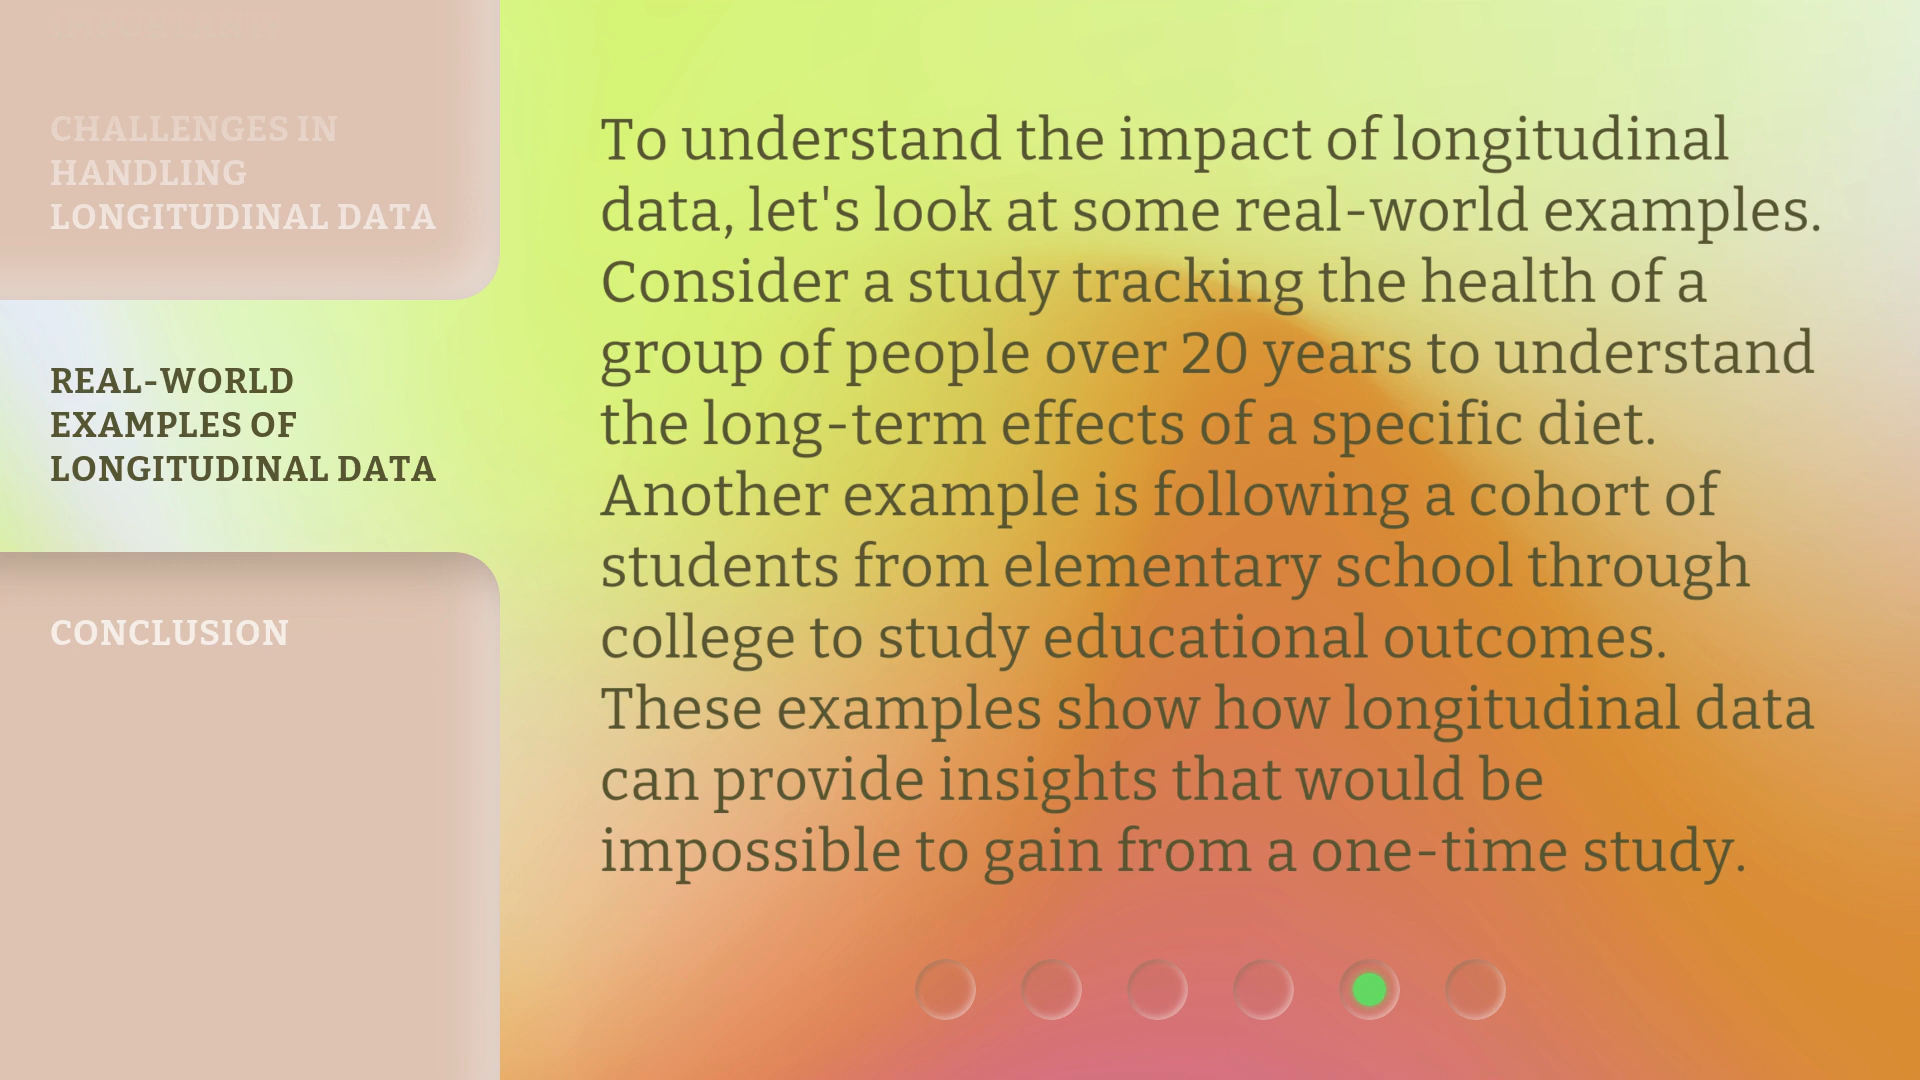 IMPORTANT?
CHALLENGES IN
HANDLING
LONGITUDINAL DATA
REAL-WORLD
EXAMPLES OF
LONGITUDINAL DATA
CONCLUSION
To understand the impact of longitudinal
data, let's look at some real-world examples.
Consider a study tracking the health of a
group of people over 20 years to understand
the long-term effects of a specific diet.
Another example is following a cohort of
students from elementary school through
college to study educational outcomes.
These examples show how longitudinal data
can provide insights that would be
impossible to gain from a one-time study.